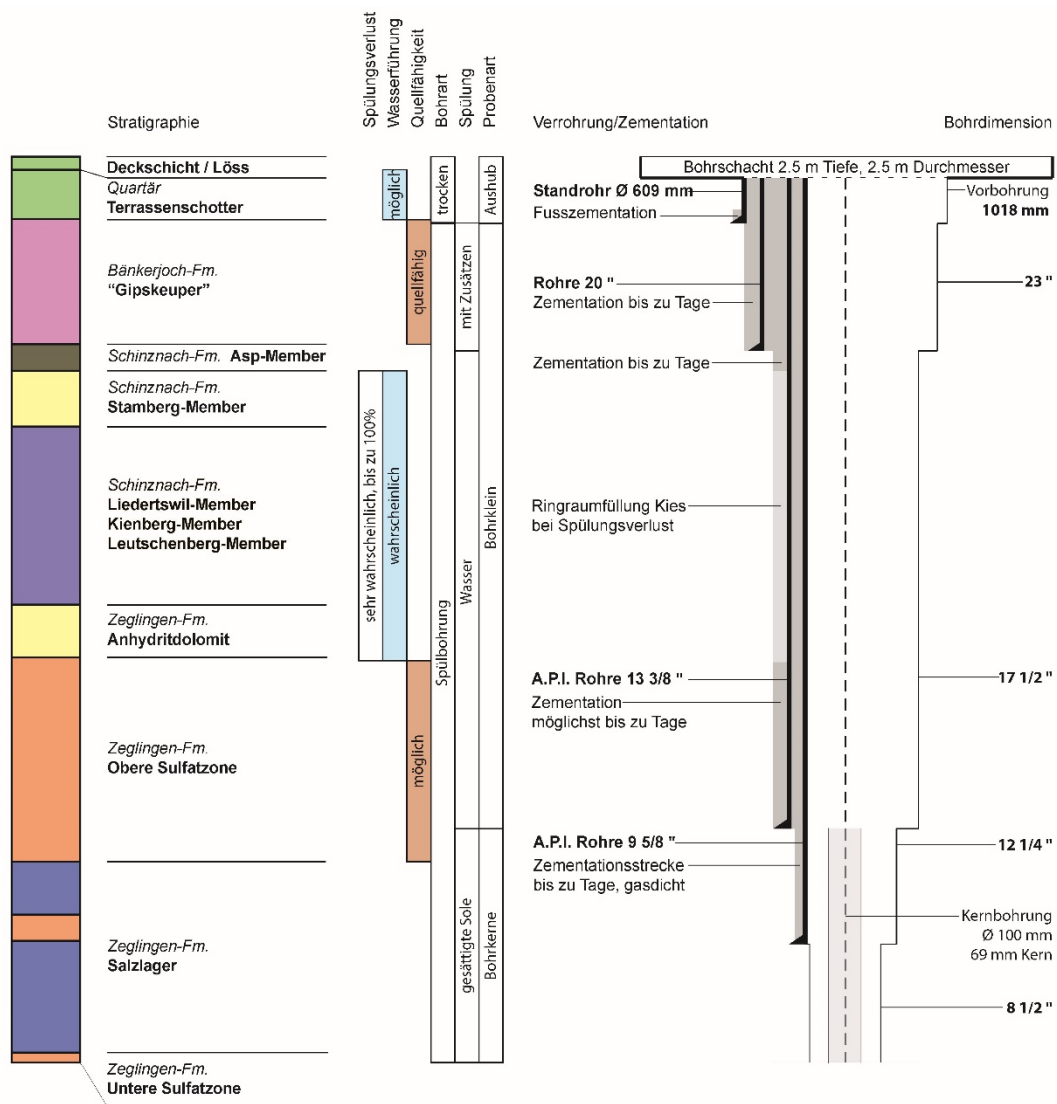 Spülungsverlust
Wasserführung
Quellfähigkeit
Bohrart
Spülung
Probenart
Stratigraphie
Verrohrung/Zementation
Bohrdimension
Deckschicht / Löss
Quartär
Terrassenschotter
Bänkerjoch-Fm.
"Gipskeuper"
Schinznach-Fm. Asp-Member
Schinznach-Fm.
Stamberg-Member
Schinznach-Fm.
Liedertswil-Member
Kienberg-Member
Leutschenberg-Member
Zeglingen-Fm.
Anhydritdolomit
Zeglingen-Fm.
Obere Sulfatzone
Zeglingen-Fm.
Salzlager
Zeglingen-Fm.
Untere Sulfatzone
sehr wahrscheinlich, bis zu 100%
möglich
wahrscheinlich
quellfähig
möglich
trocken
Spülbohrung
mit Zusätzen
Wasser
gesättigte Sole
Aushub
Bohrklein
Bohrkerne
Bohrschacht 2.5 m Tiefe, 2.5 m Durchmesser
Standrohr Ø 609 mm
Fusszementation
Rohre 20 "
Zementation bis zu Tage
Zementation bis zu Tage
Ringraumfüllung Kies
bei Spülungsverlust
A.P.I. Rohre 13 3/8 "
Zementation
möglichst bis zu Tage
A.P.I. Rohre 9 5/8 "
Zementationsstrecke
bis zu Tage, gasdicht
Vorbohrung
1018 mm
23 "
17 1/2 "
12 1/4 "
Kernbohrung
Ø 100 mm
69 mm Kern
8 1/2 "